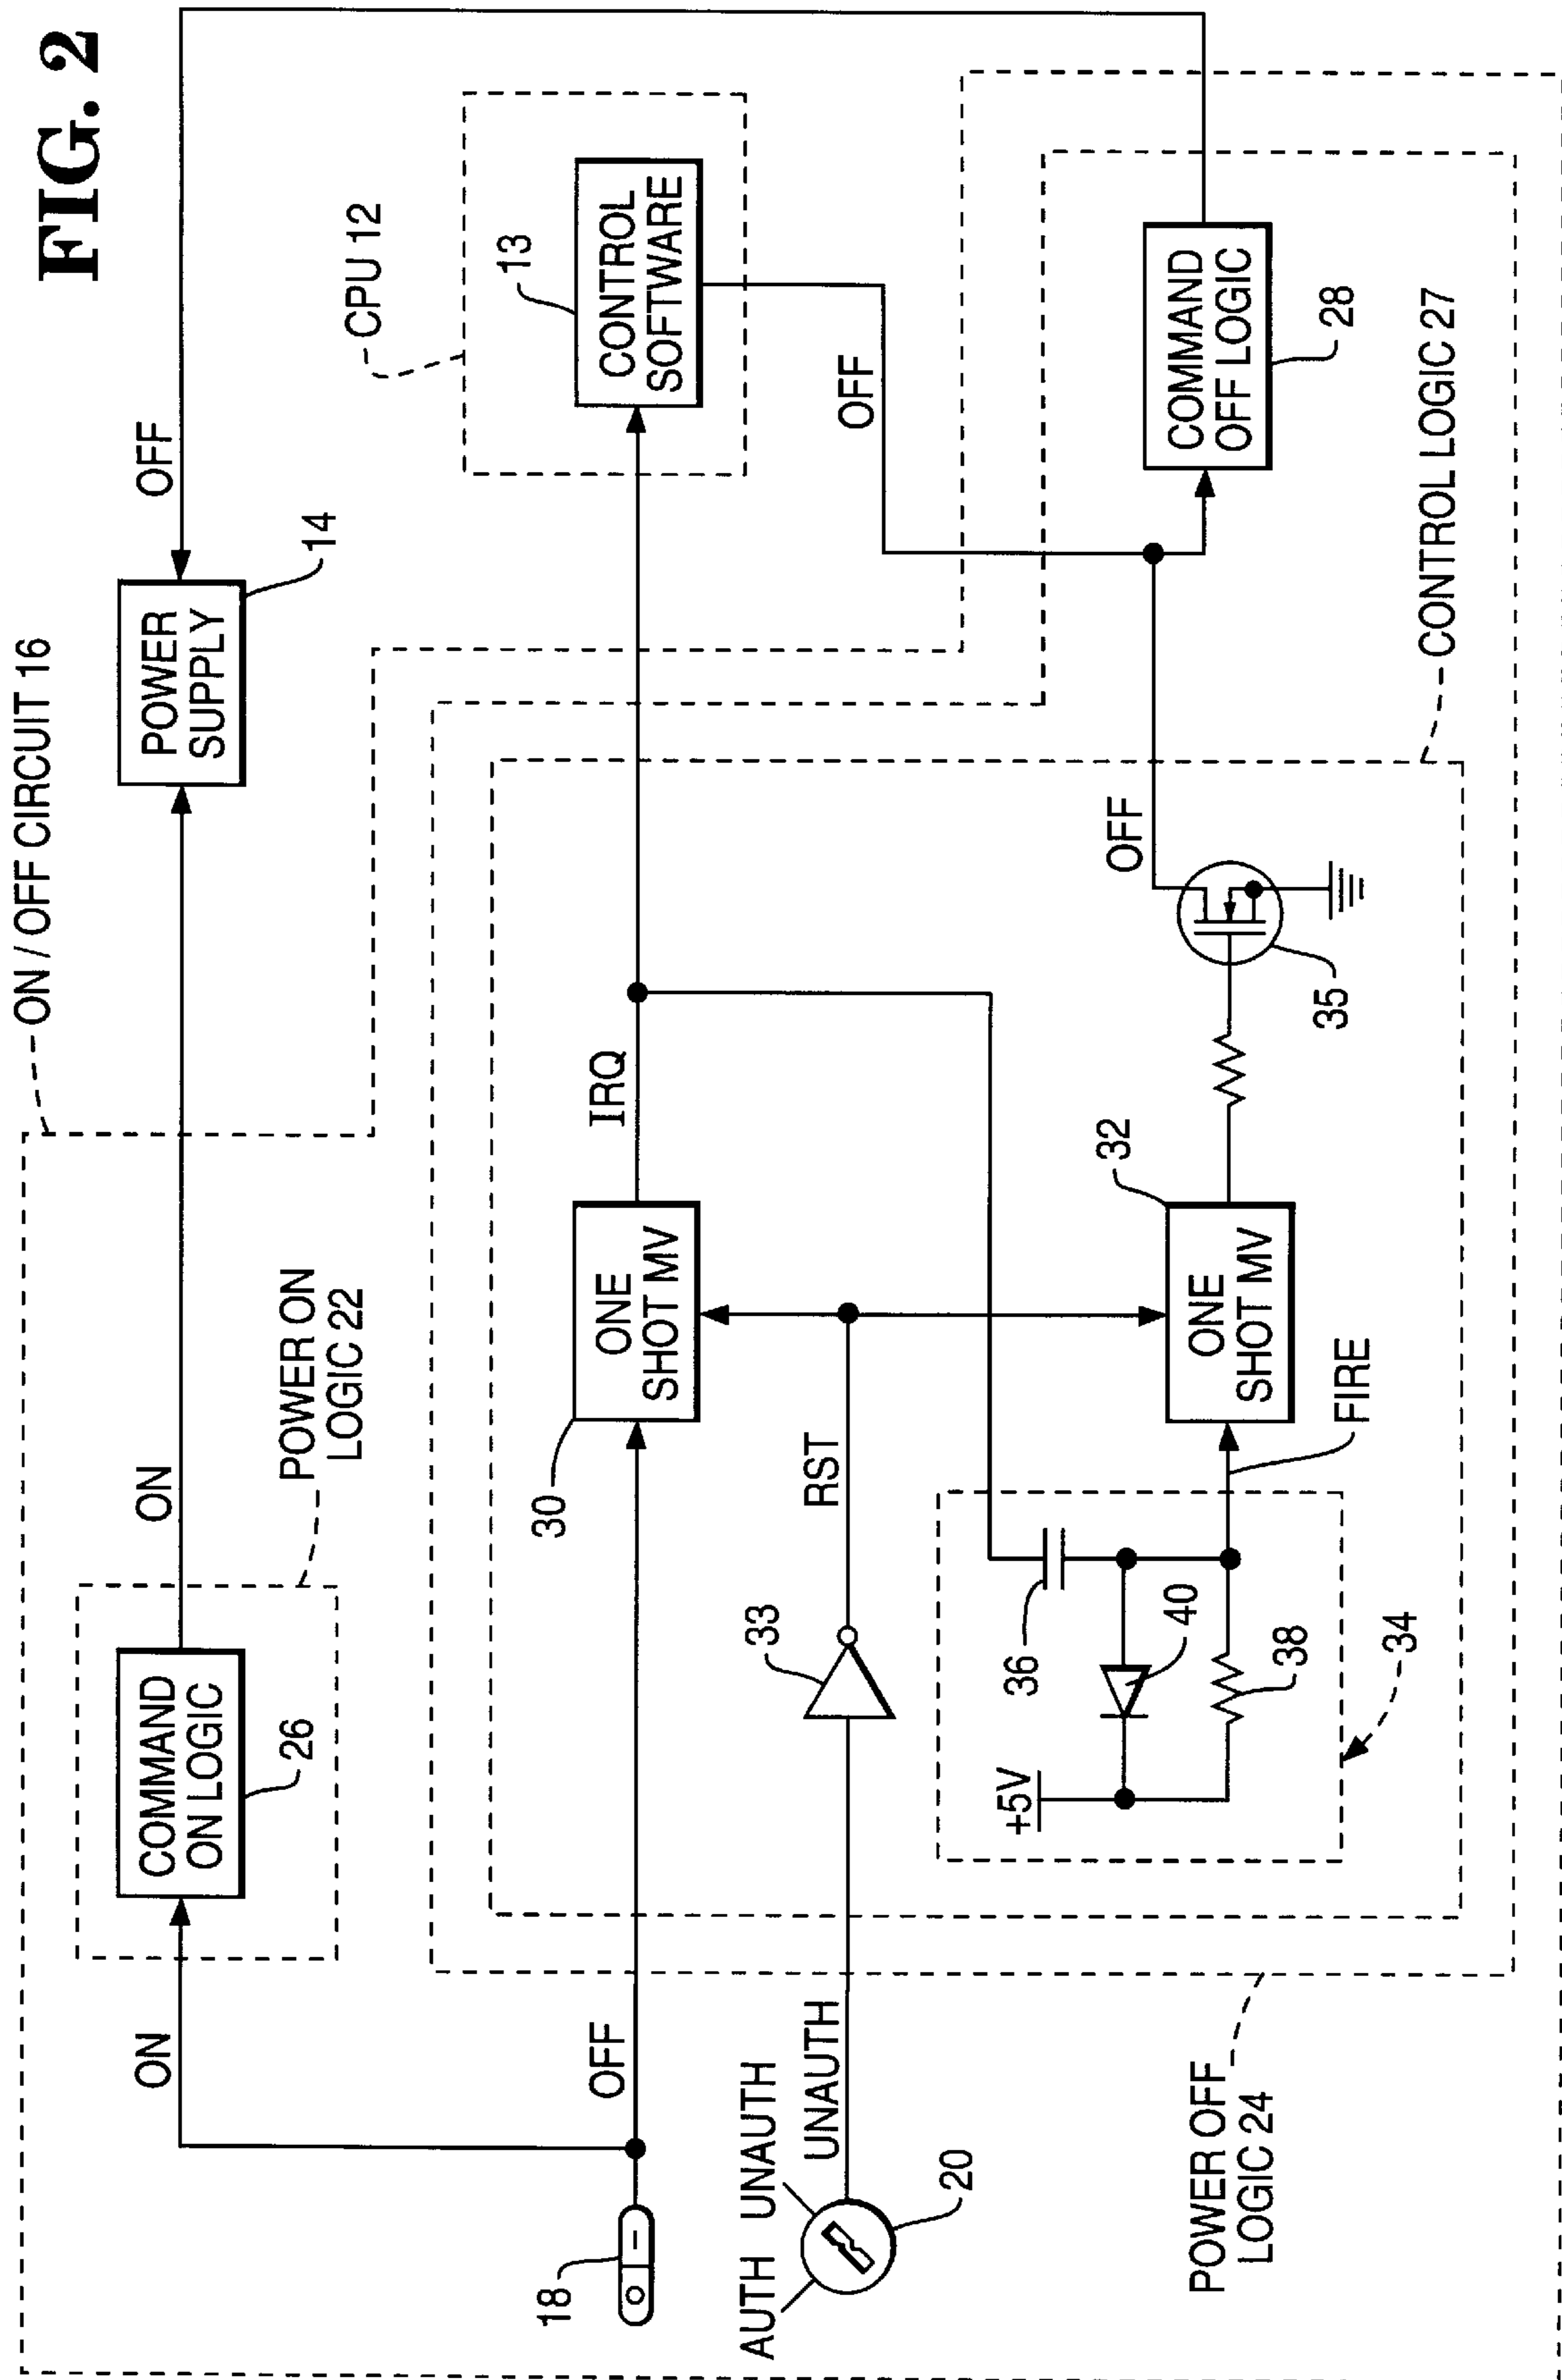 FIG. 2
ON / OFF CIRCUIT 16
ON
COMMAND
ON LOGIC
26
ON
POWER ON
LOGIC 22
POWER
SUPPLY
14
OFF
CPU 12
13
CONTROL
SOFTWARE
18
OFF
30
ONE
SHOT MV
IRQ
OFF
AUTH UNAUTH
UNAUTH
20
33
RST
36
40
+5V
38
34
FIRE
ONE
SHOT MV
32
35
OFF
COMMAND
OFF LOGIC
28
CONTROL LOGIC 27
POWER OFF
LOGIC 24